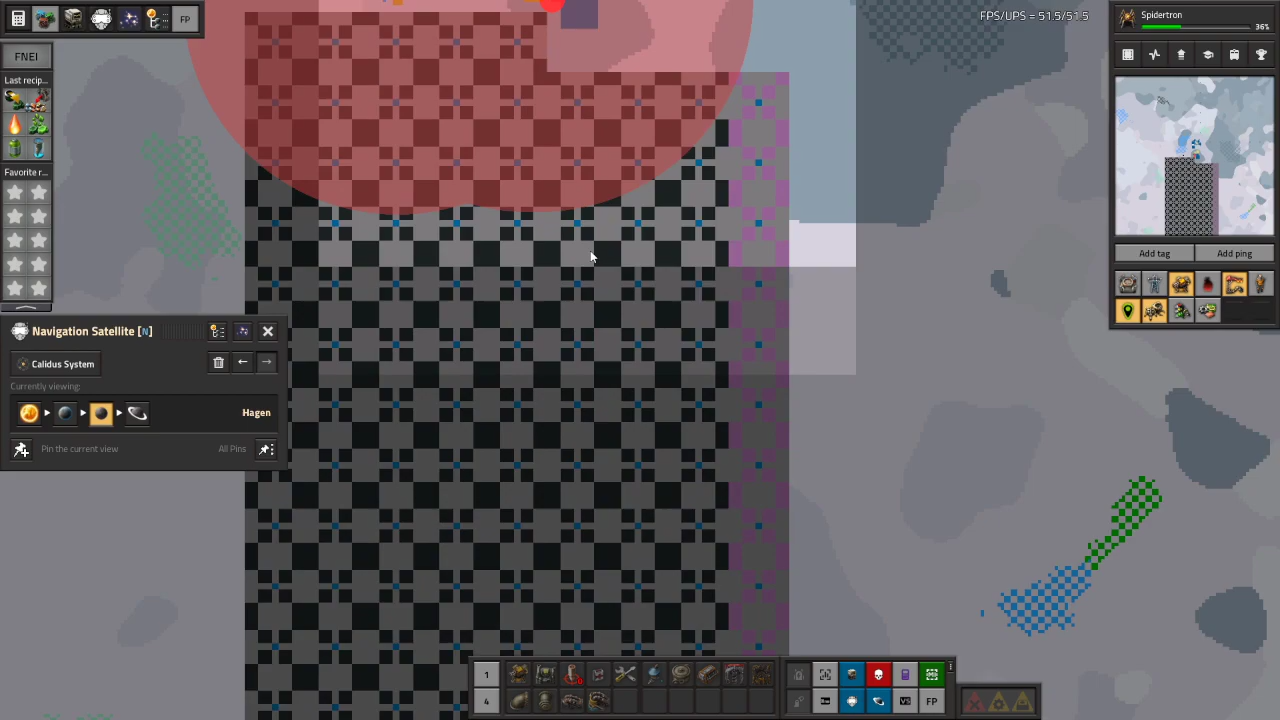 FP
FPS/UPS = 51.5/51.5
Spidertron
36%
FNEI
Last recip...
Favorite r...
Add tag
Add ping
Navigation Satellite [N]
Calidus System
Currently viewing:
Hagen
Pin the current view
All Pins
1
4
VS
FP